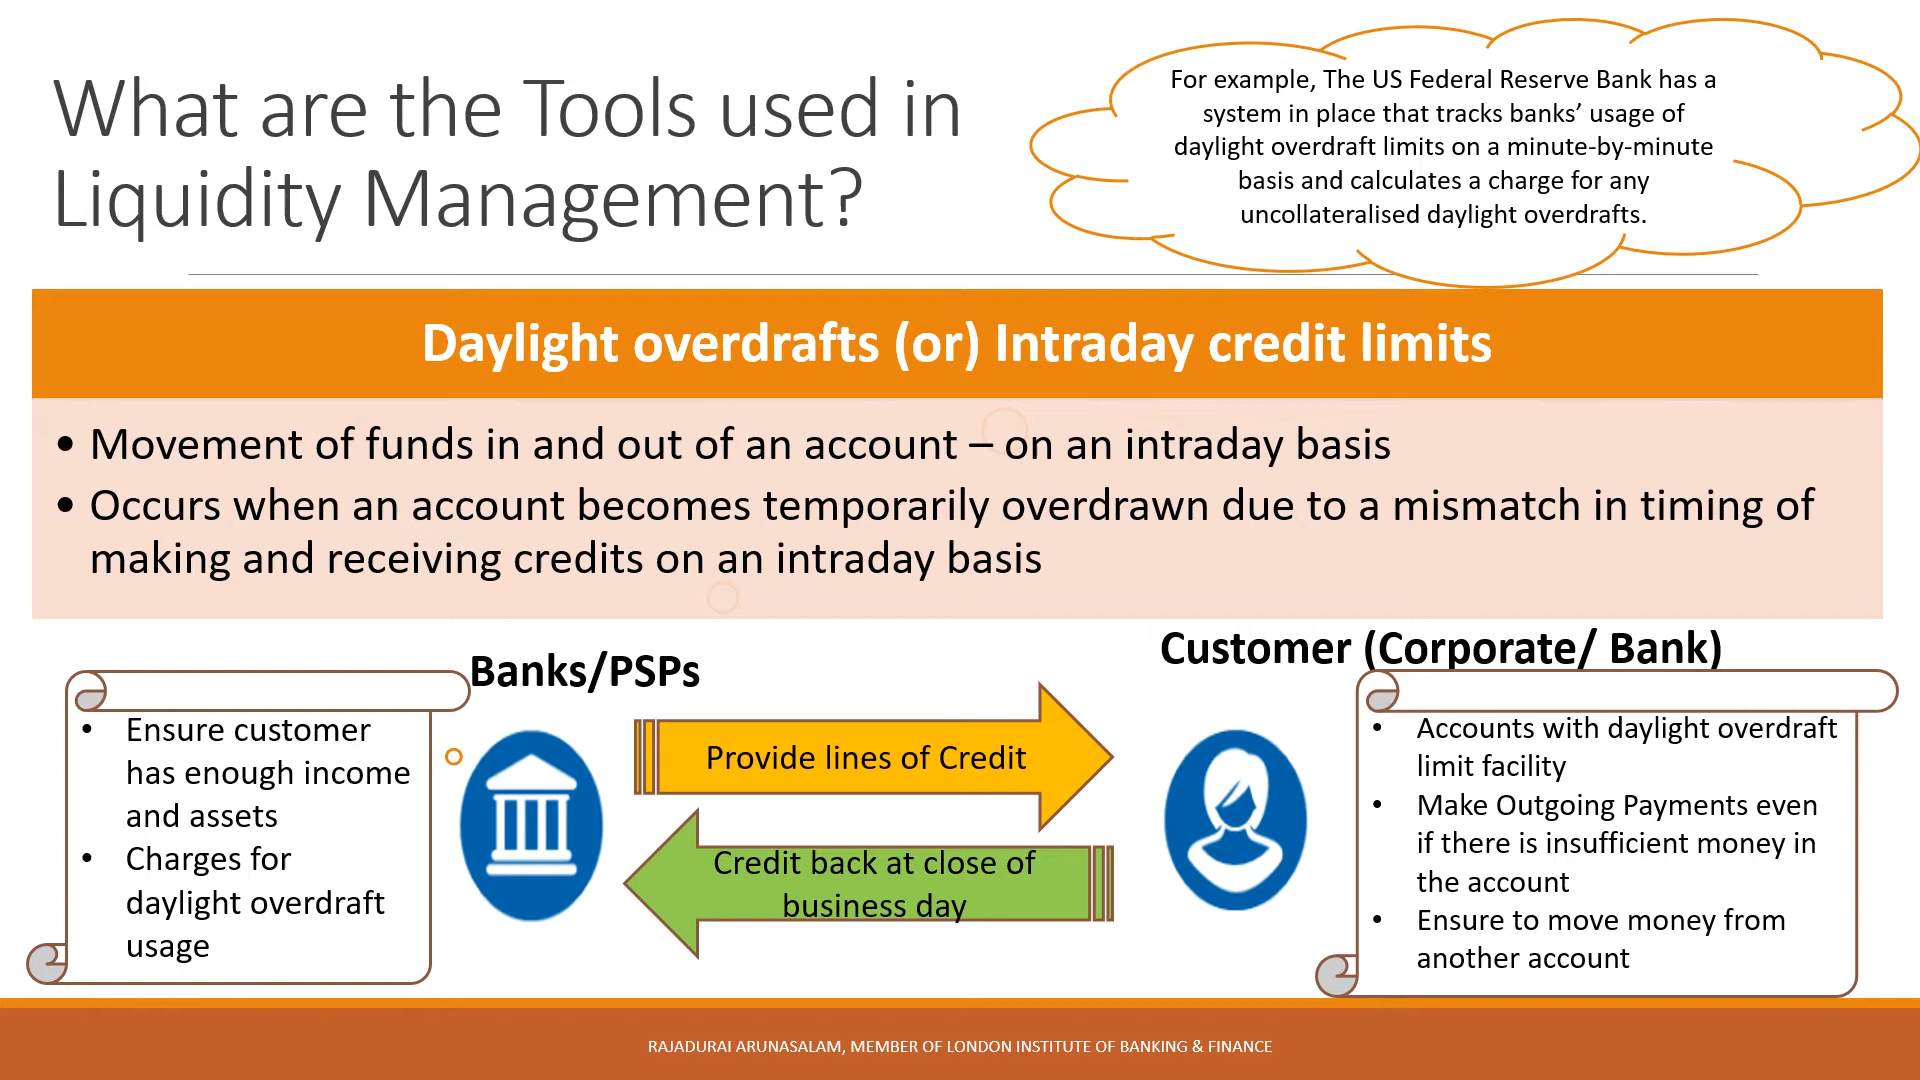 What are the Tools used in
Liquidity Management?
For example, The US Federal Reserve Bank has a
system in place that tracks banks’ usage of
daylight overdraft limits on a minute-by-minute
basis and calculates a charge for any
uncollateralised daylight overdrafts.
Daylight overdrafts (or) Intraday credit limits
• Movement of funds in and out of an account – on an intraday basis
• Occurs when an account becomes temporarily overdrawn due to a mismatch in timing of
making and receiving credits on an intraday basis
Banks/PSPs
• Ensure customer
has enough income
and assets
• Charges for
daylight overdraft
usage
Provide lines of Credit
Credit back at close of
business day
Customer (Corporate/ Bank)
• Accounts with daylight overdraft
limit facility
• Make Outgoing Payments even
if there is insufficient money in
the account
• Ensure to move money from
another account
RAJADURAI ARUNASALAM, MEMBER OF LONDON INSTITUTE OF BANKING & FINANCE